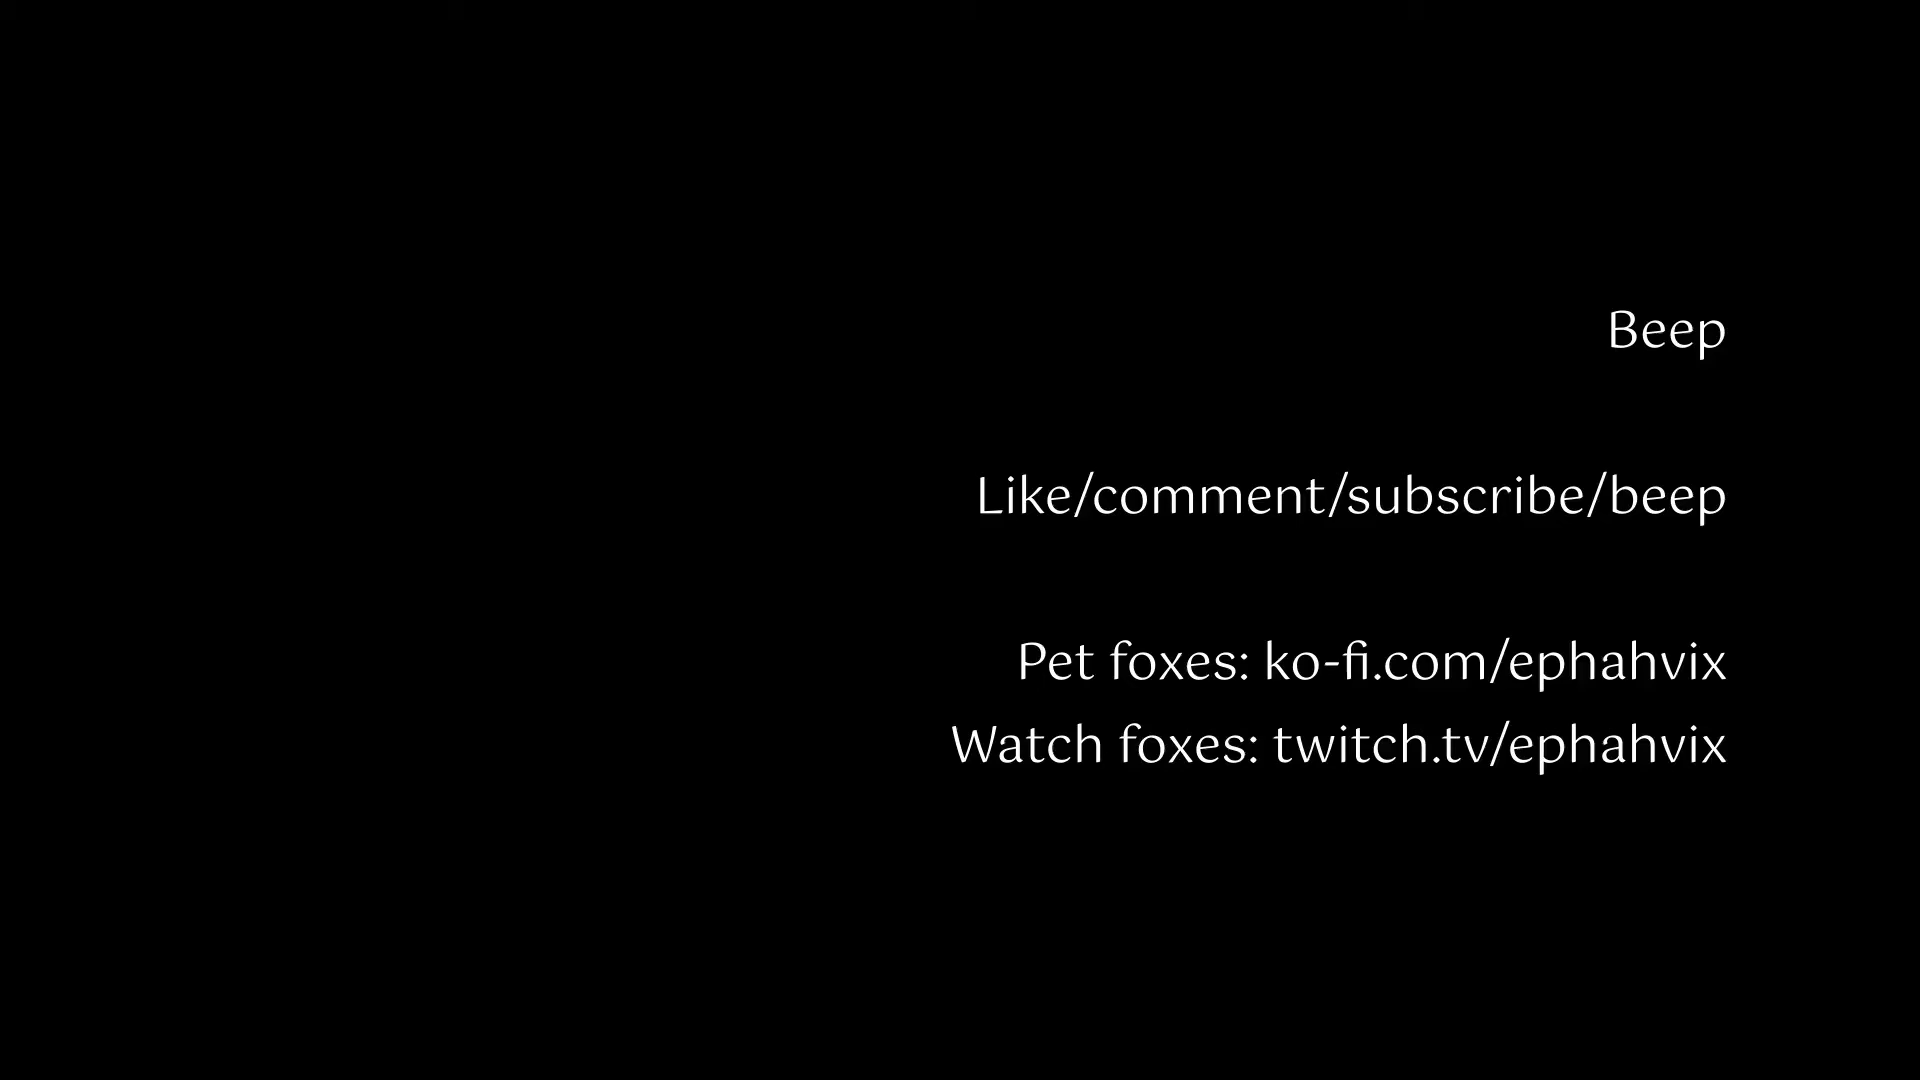 Beep
Like/comment/subscribe/beep
Pet foxes: ko-fi.com/ephahvix
Watch foxes: twitch.tv/ephahvix